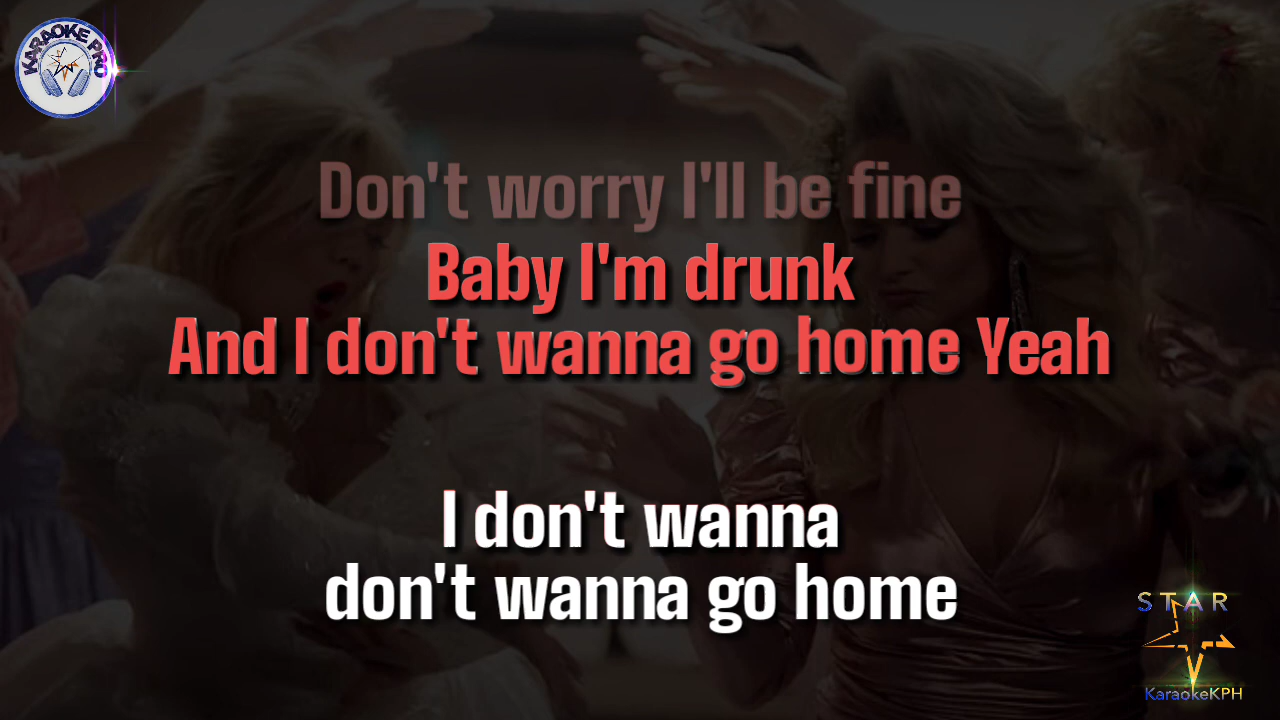 KARAOKE PRO
Don't worry I'll be fine
Baby I'm drunk
And I don't wanna go home Yeah
I don't wanna
don't wanna go home
STAR
KaraokeKPH